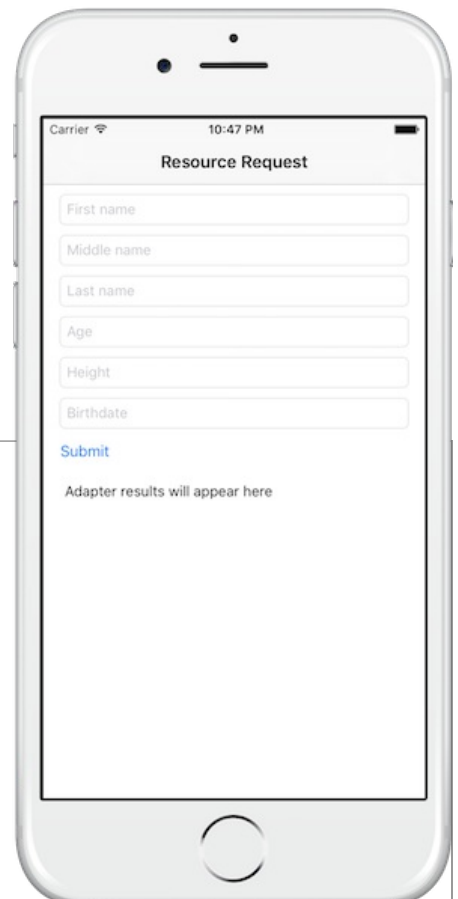 Carrier 10:47 PM
Resource Request
First name
Middle name
Last name
Age
Height
Birthdate
Submit
Adapter results will appear here